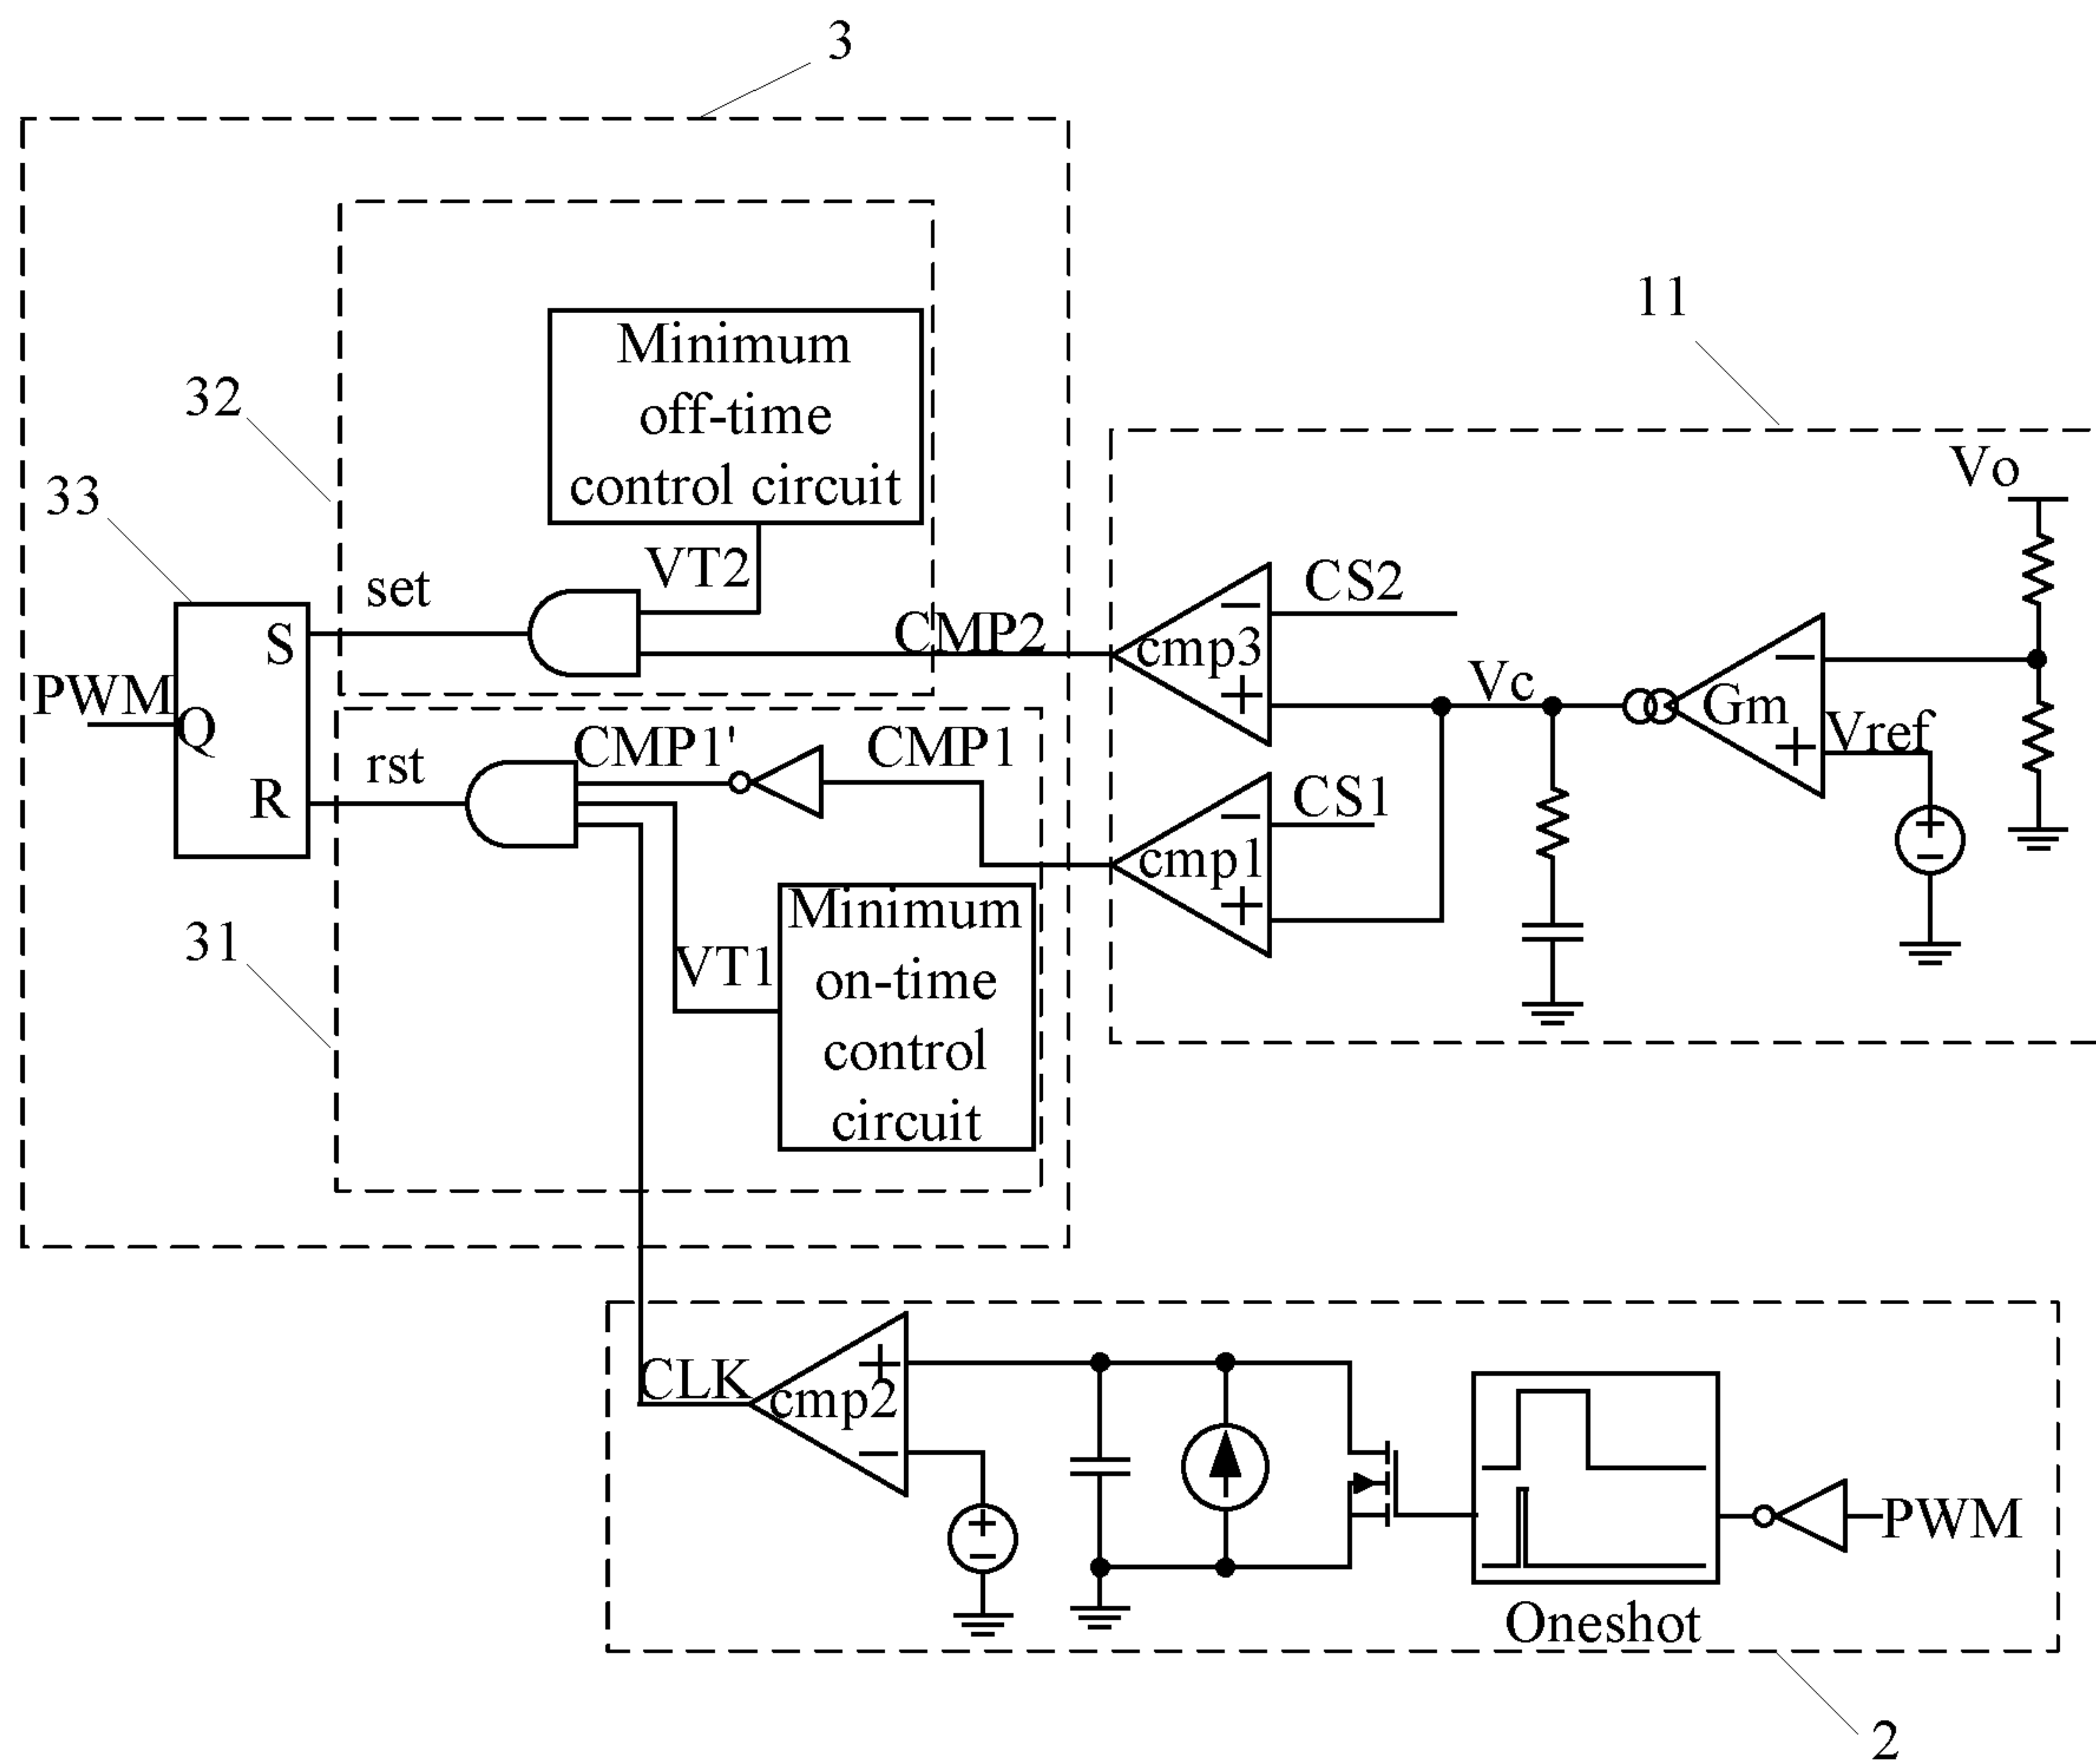 3
11
Minimum
off-time
control circuit
32
Vo
33
VT2
CS2
set
S
CMP2
cmp3
−
+
Vc
Gm
−
+
Vref
PWM
Q
CMP1'
CMP1
rst
R
CS1
cmp1
−
+
+
−
Minimum
on-time
control
circuit
31
VT1
CLK
cmp2
+
−
+
−
PWM
Oneshot
2